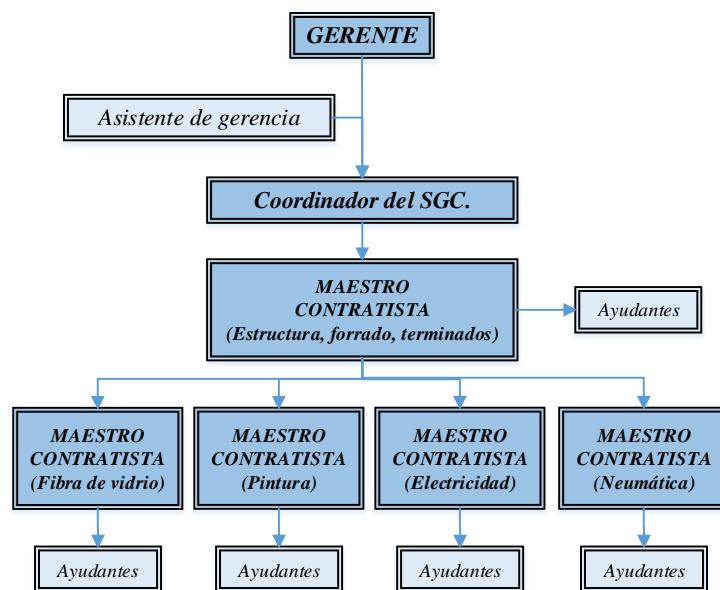 GERENTE
Asistente de gerencia
Coordinador del SGC.
MAESTRO
CONTRATISTA
(Estructura, forrado, terminados)
Ayudantes
MAESTRO
CONTRATISTA
(Fibra de vidrio)
MAESTRO
CONTRATISTA
(Pintura)
MAESTRO
CONTRATISTA
(Electricidad)
MAESTRO
CONTRATISTA
(Neumática)
Ayudantes
Ayudantes
Ayudantes
Ayudantes